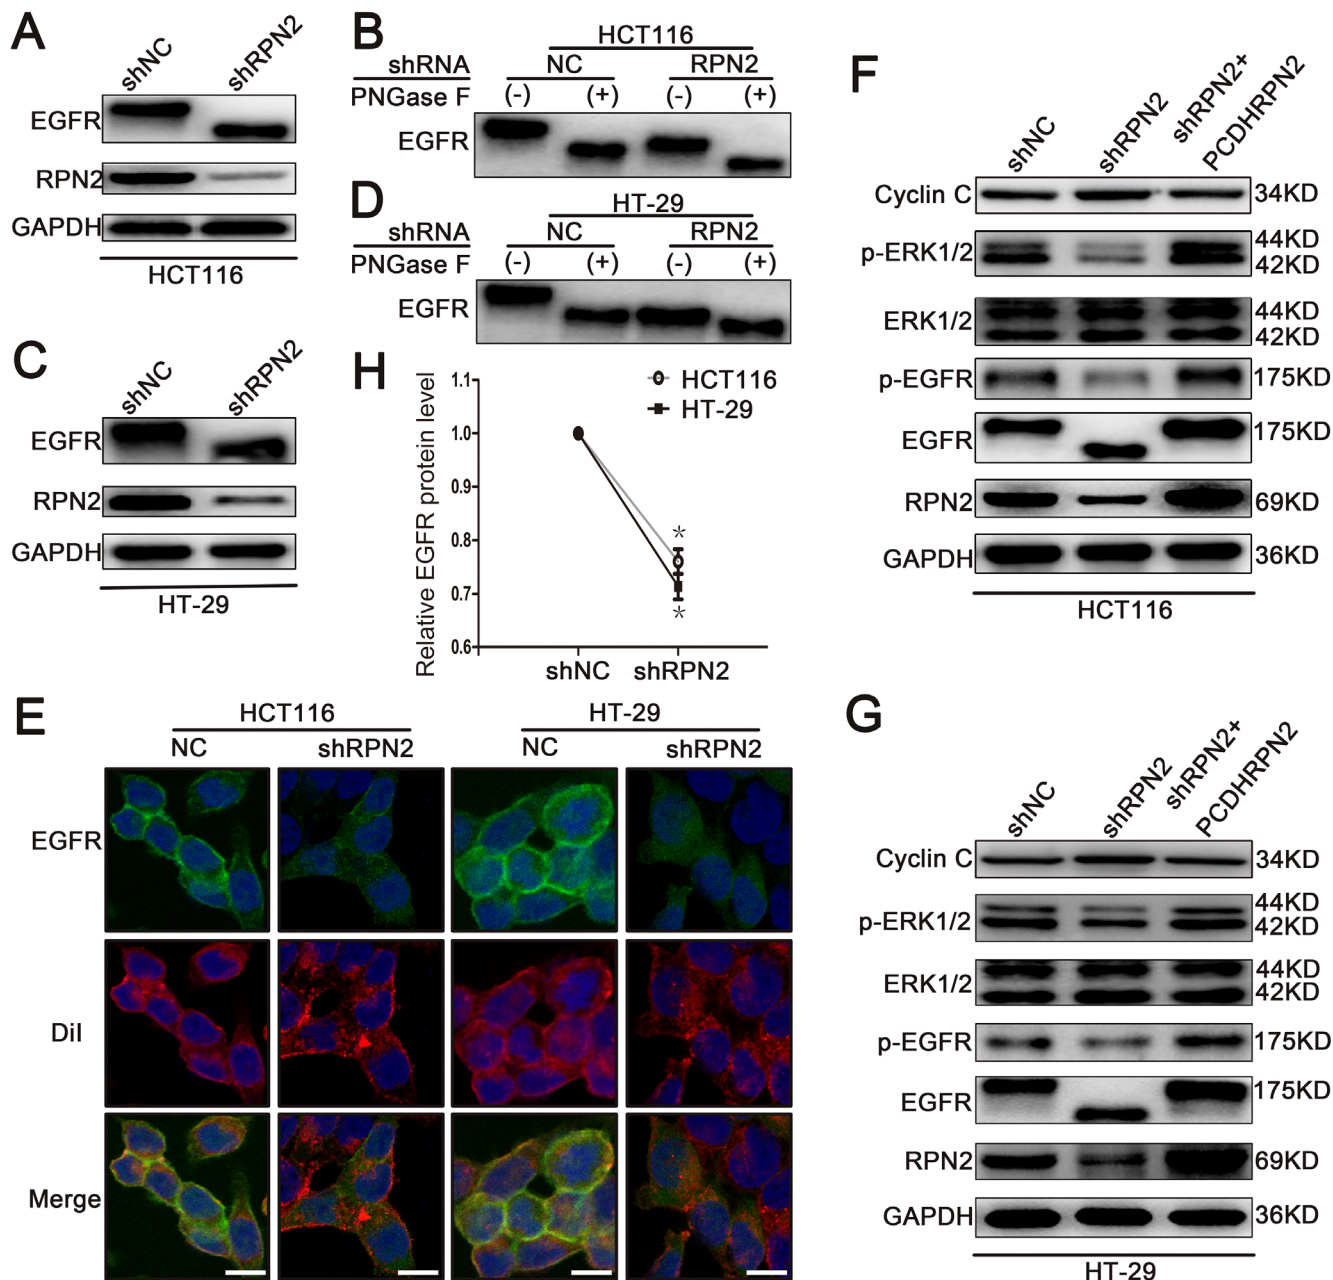 A
shNC
shRPN2
EGFR
RPN2
GAPDH
HCT116
B
HCT116
shRNA
NC
RPN2
PNGase F
(-)
(+)
(-)
(+)
EGFR
D
HT-29
shRNA
NC
RPN2
PNGase F
(-)
(+)
(-)
(+)
EGFR
C
shNC
shRPN2
EGFR
RPN2
GAPDH
HT-29
H
Relative EGFR protein level
1.1
1.0
0.9
0.8
0.7
0.6
HCT116
HT-29
*
*
shNC
shRPN2
E
HCT116
HT-29
NC
shRPN2
NC
shRPN2
EGFR
DiI
Merge
F
shNC
shRPN2
shRPN2+
PCDHRPN2
Cyclin C
34KD
p-ERK1/2
44KD
42KD
ERK1/2
44KD
42KD
p-EGFR
175KD
EGFR
175KD
RPN2
69KD
GAPDH
36KD
HCT116
G
shNC
shRPN2
shRPN2+
PCDHRPN2
Cyclin C
34KD
p-ERK1/2
44KD
42KD
ERK1/2
44KD
42KD
p-EGFR
175KD
EGFR
175KD
RPN2
69KD
GAPDH
36KD
HT-29